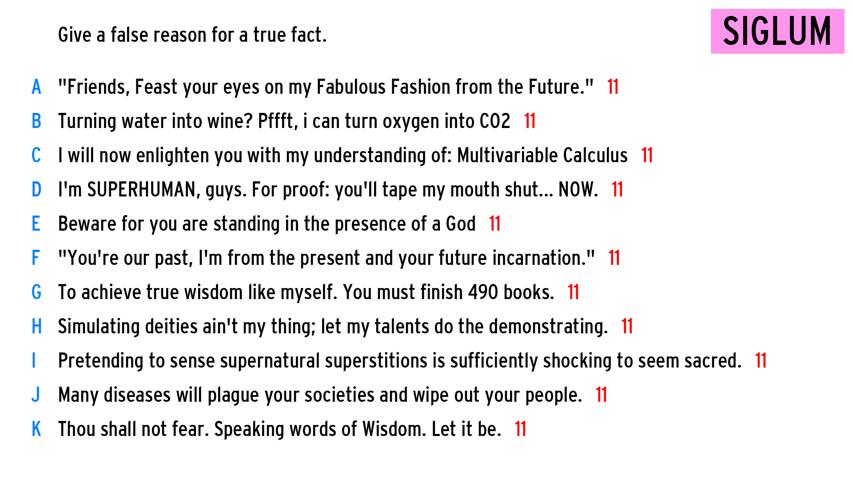 Give a false reason for a true fact.
SIGLUM
A "Friends, Feast your eyes on my Fabulous Fashion from the Future." 11
B Turning water into wine? Pffft, i can turn oxygen into CO2 11
C I will now enlighten you with my understanding of: Multivariable Calculus 11
D I'm SUPERHUMAN, guys. For proof: you'll tape my mouth shut... NOW. 11
E Beware for you are standing in the presence of a God 11
F "You're our past, I'm from the present and your future incarnation." 11
G To achieve true wisdom like myself. You must finish 490 books. 11
H Simulating deities ain't my thing; let my talents do the demonstrating. 11
I Pretending to sense supernatural superstitions is sufficiently shocking to seem sacred. 11
J Many diseases will plague your societies and wipe out your people. 11
K Thou shall not fear. Speaking words of Wisdom. Let it be. 11